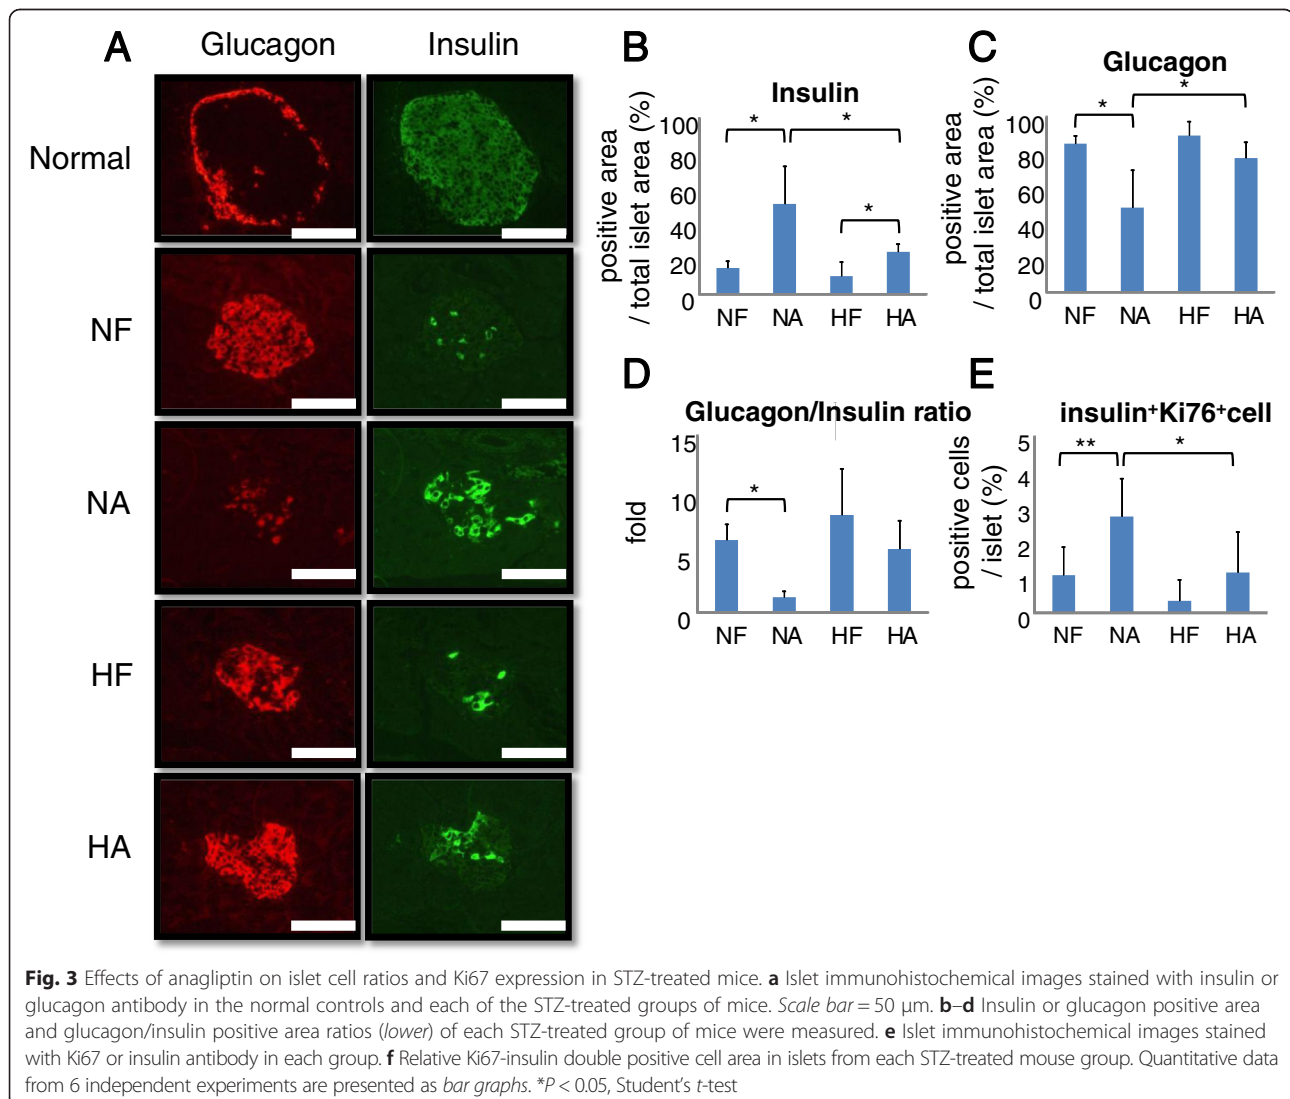 A
Glucagon
Insulin
Normal
NF
NA
HF
HA
B
Insulin
positive area
/ total islet area (%)
100
80
60
40
20
0
*
*
*
NF NA HF HA
C
Glucagon
positive area
/ total islet area (%)
100
80
60
40
20
0
*
*
NF NA HF HA
D
Glucagon/Insulin ratio
fold
15
10
5
0
*
NF NA HF HA
E
insulin⁺Ki76⁺cell
positive cells
/ islet (%)
5
4
3
2
1
0
**
*
NF NA HF HA
Fig. 3 Effects of anagliptin on islet cell ratios and Ki67 expression in STZ-treated mice. a Islet immunohistochemical images stained with insulin or
glucagon antibody in the normal controls and each of the STZ-treated groups of mice. Scale bar = 50 μm. b–d Insulin or glucagon positive area
and glucagon/insulin positive area ratios (lower) of each STZ-treated group of mice were measured. e Islet immunohistochemical images stained
with Ki67 or insulin antibody in each group. f Relative Ki67-insulin double positive cell area in islets from each STZ-treated mouse group. Quantitative data
from 6 independent experiments are presented as bar graphs. *P < 0.05, Student's t-test